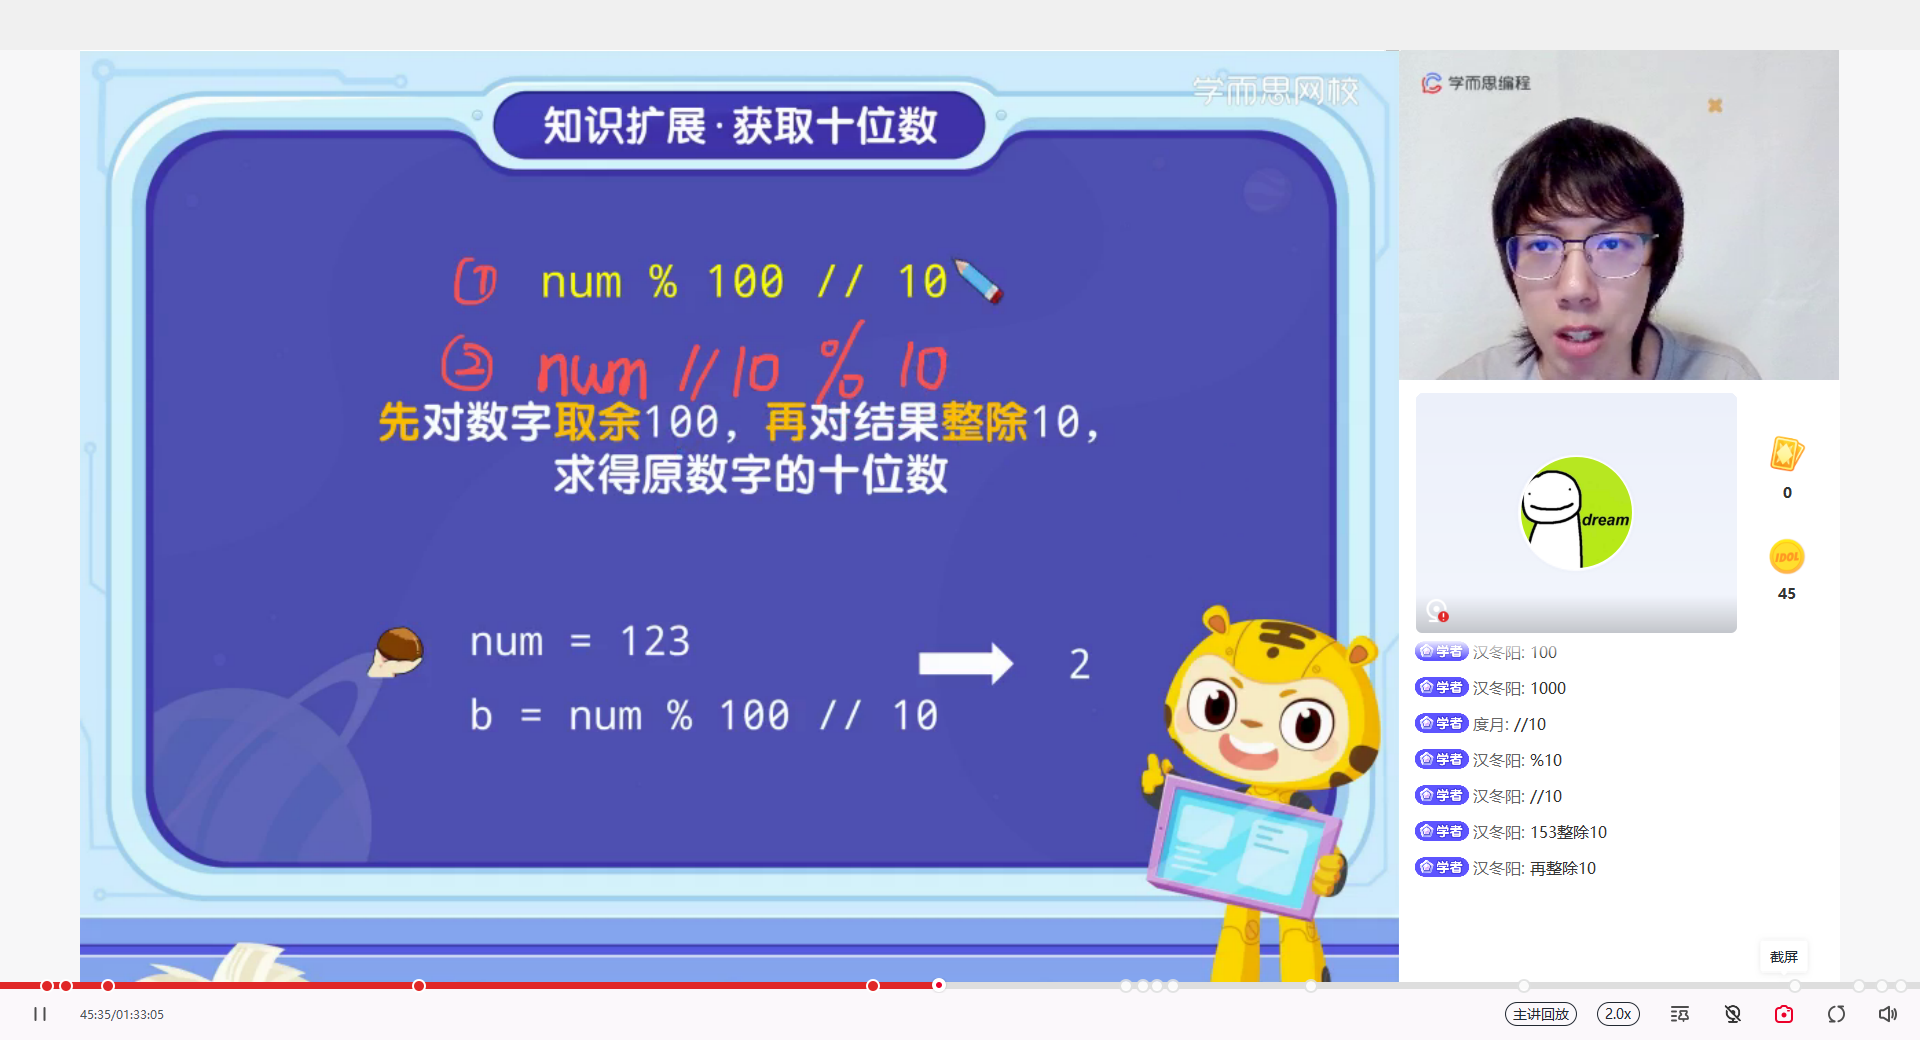 学而思网校
知识扩展·获取十位数
① num % 100 // 10
② num // 10 % 10
先对数字取余100，再对结果整除10，
求得原数字的十位数
num = 123
b = num % 100 // 10
2
学而思编程
dream
0
IDOL
45
学者 汉冬阳: 100
学者 汉冬阳: 1000
学者 度月: //10
学者 汉冬阳: %10
学者 汉冬阳: //10
学者 汉冬阳: 153整除10
学者 汉冬阳: 再整除10
截屏
45:35/01:33:05
主讲回放
2.0x